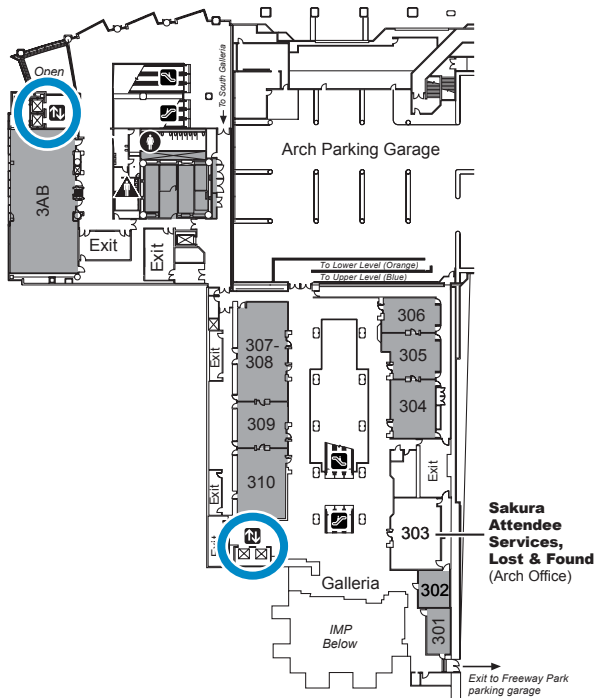 Onen
To South Galleria
Arch Parking Garage
3AB
Exit
Exit
To Lower Level (Orange)
To Upper Level (Blue)
306
307-
308
305
Exit
304
309
Exit
310
Exit
303
Sakura
Attendee
Services,
Lost & Found
(Arch Office)
Exit
Galleria
302
301
IMP
Below
Exit to Freeway Park
parking garage